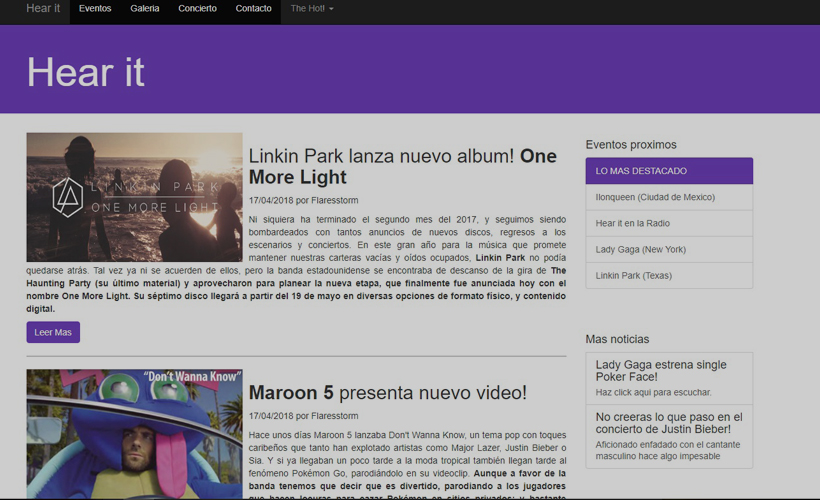 Hear it Eventos Galeria Concierto Contacto The Hot!
Hear it
LINKIN PARK
ONE MORE LIGHT
Linkin Park lanza nuevo album! One
More Light
17/04/2018 por Flaresstorm
Ni siquiera ha terminado el segundo mes del 2017, y seguimos siendo
bombardeados con tantos anuncios de nuevos discos, regresos a los
escenarios y conciertos. En este gran año para la música que promete
mantener nuestras carteras vacías y oídos ocupados, Linkin Park no podía
quedarse atrás. Tal vez ya ni se acuerden de ellos, pero la banda estadounidense se encontraba de descanso de la gira de The
Haunting Party (su último material) y aprovecharon para planear la nueva etapa, que finalmente fue anunciada hoy con el
nombre One More Light. Su séptimo disco llegará a partir del 19 de mayo en diversas opciones de formato físico, y contenido
digital.
Leer Mas
"Don't Wanna Know"
Maroon 5 presenta nuevo video!
17/04/2018 por Flaresstorm
Hace unos días Maroon 5 lanzaba Don't Wanna Know, un tema pop con toques
caribeños que tanto han explotado artistas como Major Lazer, Justin Bieber o
Sia. Y si ya llegaban un poco tarde a la moda tropical también llegan tarde al
fenómeno Pokémon Go, parodiándolo en su videoclip. Aunque a favor de la
banda tenemos que decir que es divertido, parodiando a los jugadores
que hacen locuras para cazar Pokémon en sitios privados; y bastante
Eventos proximos
LO MAS DESTACADO
Ilonqueen (Ciudad de Mexico)
Hear it en la Radio
Lady Gaga (New York)
Linkin Park (Texas)
Mas noticias
Lady Gaga estrena single
Poker Face!
Haz click aqui para escuchar.
No creeras lo que paso en el
concierto de Justin Bieber!
Aficionado enfadado con el cantante
masculino hace algo impesable